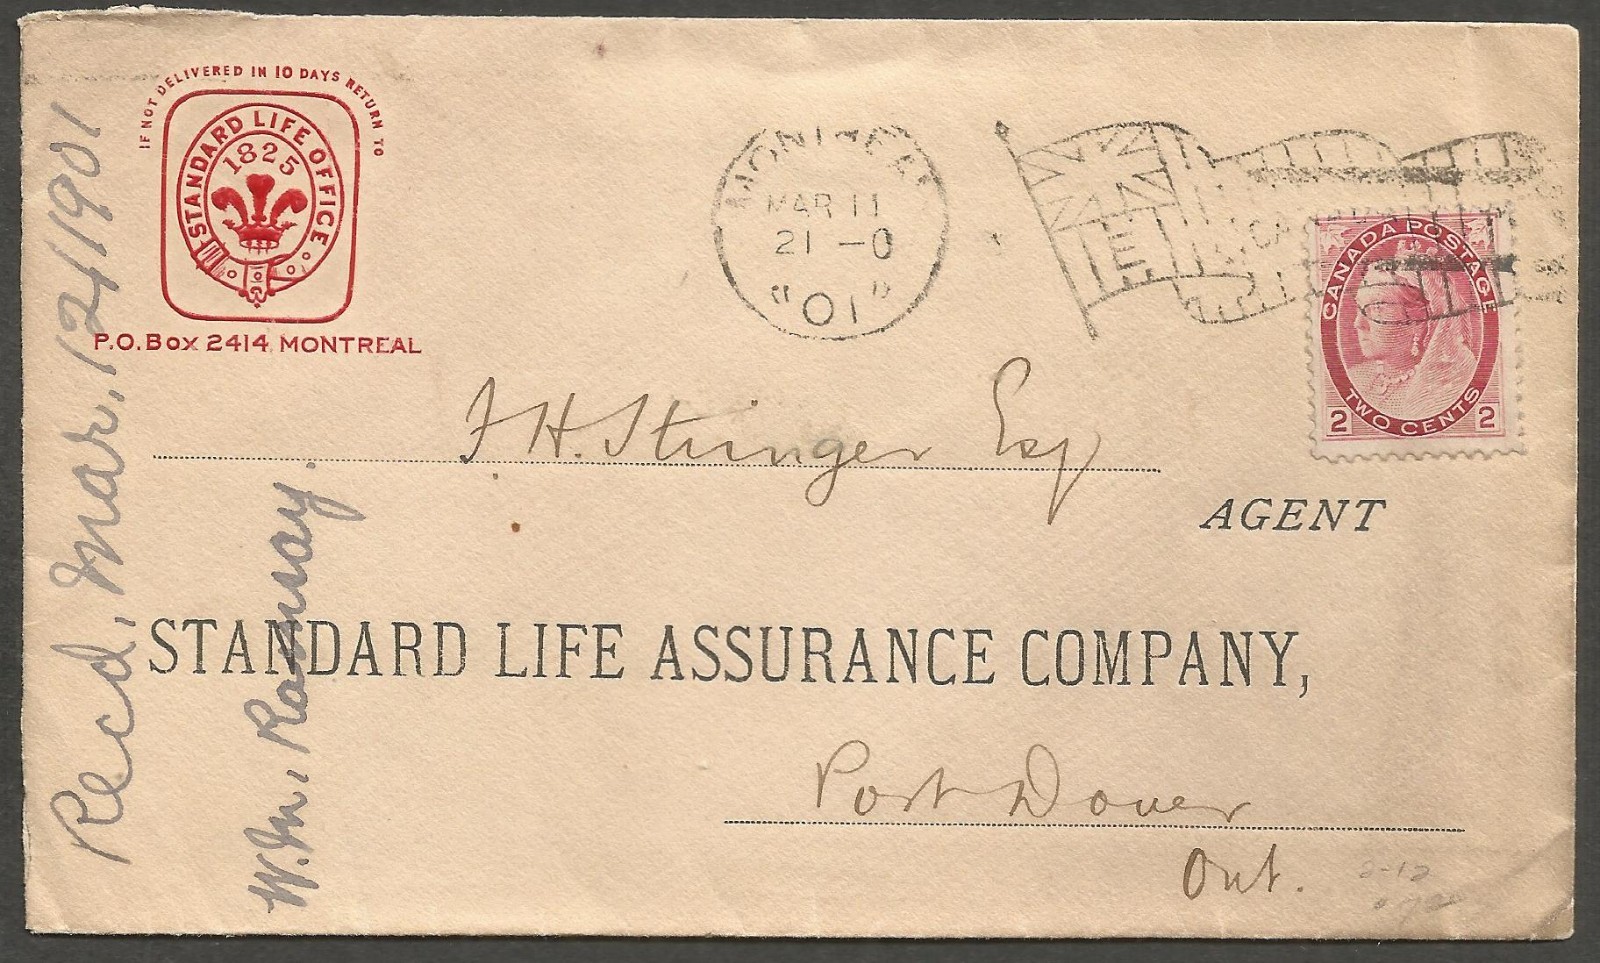 IF NOT DELIVERED IN 10 DAYS RETURN TO
STANDARD LIFE OFFICE
1825
P.O. BOX 2414, MONTREAL
MONTREAL
MAR 11
21-0
"01"
E
CANADA POSTAGE
2 TWO CENTS 2
J H. Stringer Esq
AGENT
STANDARD LIFE ASSURANCE COMPANY,
Port Dover
Ont.
Recd, Mar, 12/1901
W.M. Ramsay.